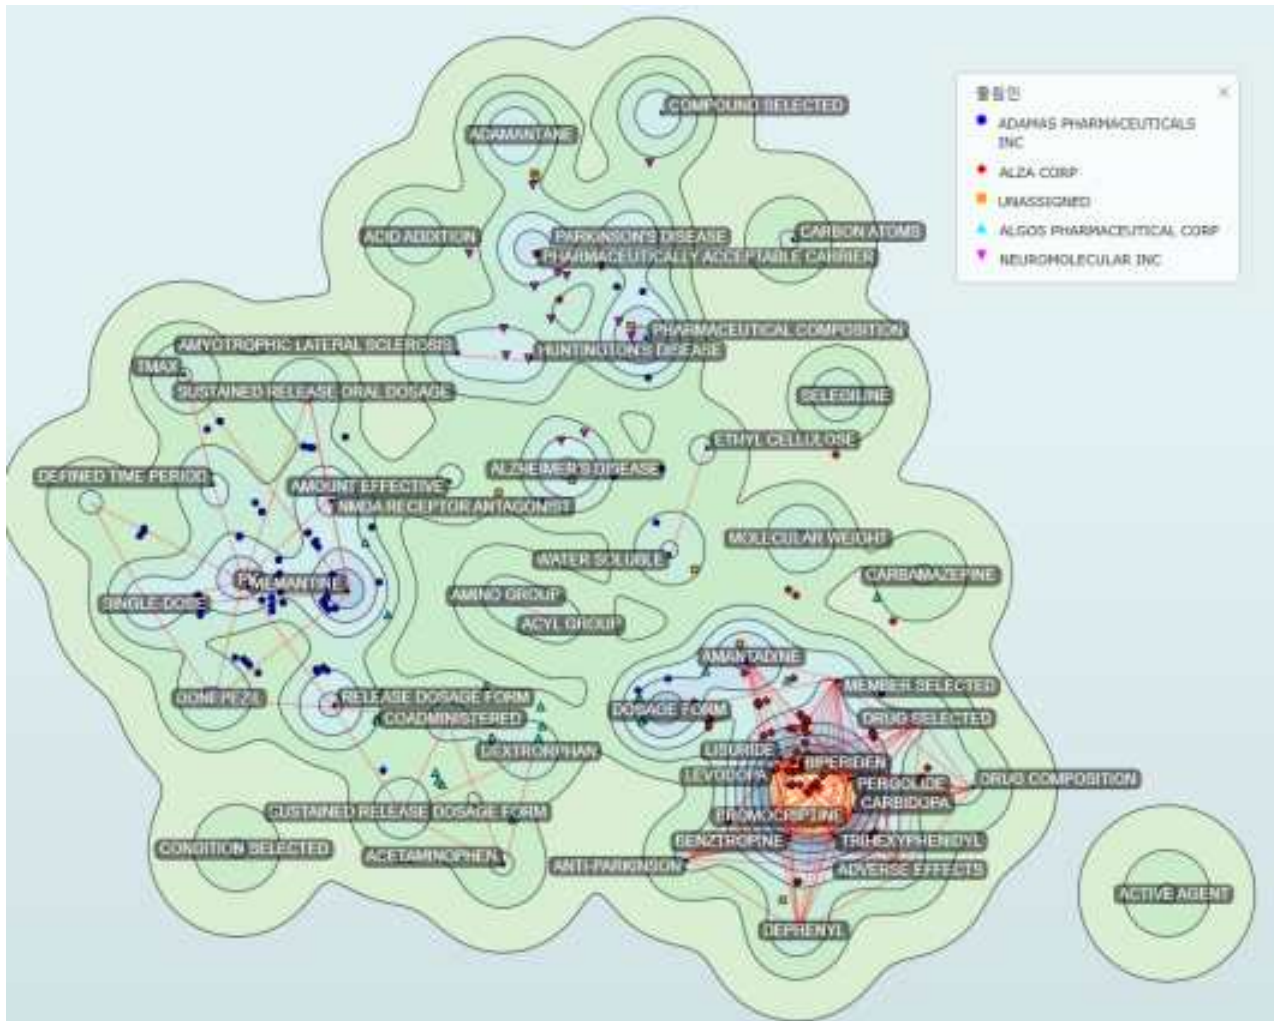 COMPOUND SELECTED
출원인
ADAMAS PHARMACEUTICALS
INC
ALZA CORP
UNASSIGNED
ALGOS PHARMACEUTICAL CORP
NEUROMOLECULAR INC
ADAMANTANE
ACID ADDITION
PARKINSON'S DISEASE
CARBON ATOMS
PHARMACEUTICALLY ACCEPTABLE CARRIER
PHARMACEUTICAL COMPOSITION
AMYOTROPHIC LATERAL SCLEROSIS
HUNTINGTON'S DISEASE
TMAX
SUSTAINED RELEASE ORAL DOSAGE
SELEGILINE
ETHYL CELLULOSE
DEFINED TIME PERIOD
ALZHEIMER'S DISEASE
AMOUNT EFFECTIVE
NMDA RECEPTOR ANTAGONIST
MOLECULAR WEIGHT
WATER SOLUBLE
CARBAMAZEPINE
MEMANTINE
SINGLE DOSE
AMINO GROUP
ACYL GROUP
AMANTADINE
MEMBER SELECTED
DONEPEZIL
RELEASE DOSAGE FORM
COADMINISTERED
DOSAGE FORM
DRUG SELECTED
DEXTRORPHAN
LISURIDE
BIPERIDEN
LEVODOPA
PERGOLIDE
DRUG COMPOSITION
CARBIDOPA
SUSTAINED RELEASE DOSAGE FORM
BROMOCRIPTINE
BENZTROPINE
TRIHEXYPHENIDYL
CONDITION SELECTED
ACETAMINOPHEN
ANTI-PARKINSON
ADVERSE EFFECTS
ACTIVE AGENT
DEPHENYL